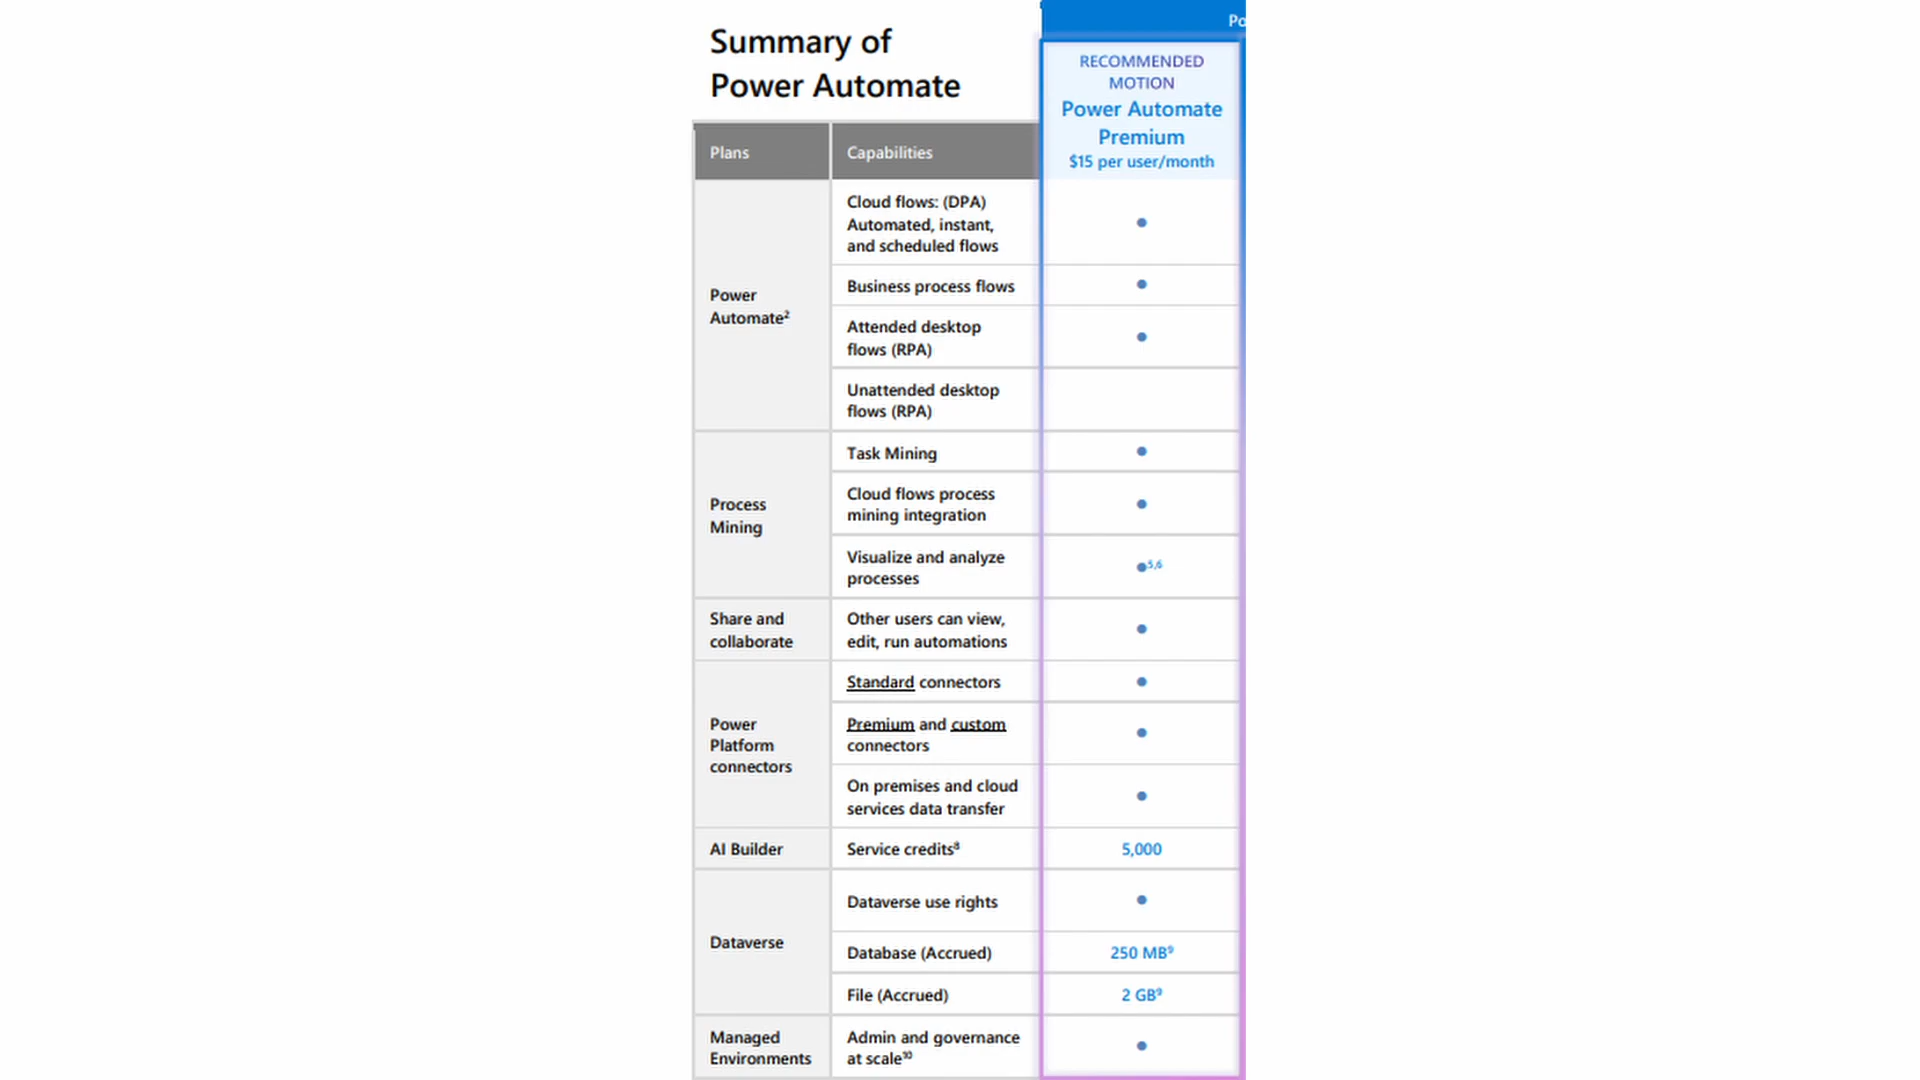 Summary of
Power Automate
Po
RECOMMENDED
MOTION
Power Automate
Premium
$15 per user/month
Plans
Capabilities
Power
Automate²
Cloud flows: (DPA)
Automated, instant,
and scheduled flows
●
Business process flows
●
Attended desktop
flows (RPA)
●
Unattended desktop
flows (RPA)
Process
Mining
Task Mining
●
Cloud flows process
mining integration
●
Visualize and analyze
processes
●⁵,⁶
Share and
collaborate
Other users can view,
edit, run automations
●
Power
Platform
connectors
Standard connectors
●
Premium and custom
connectors
●
On premises and cloud
services data transfer
●
AI Builder
Service credits⁸
5,000
Dataverse
Dataverse use rights
●
Database (Accrued)
250 MB⁹
File (Accrued)
2 GB⁹
Managed
Environments
Admin and governance
at scale¹⁰
●